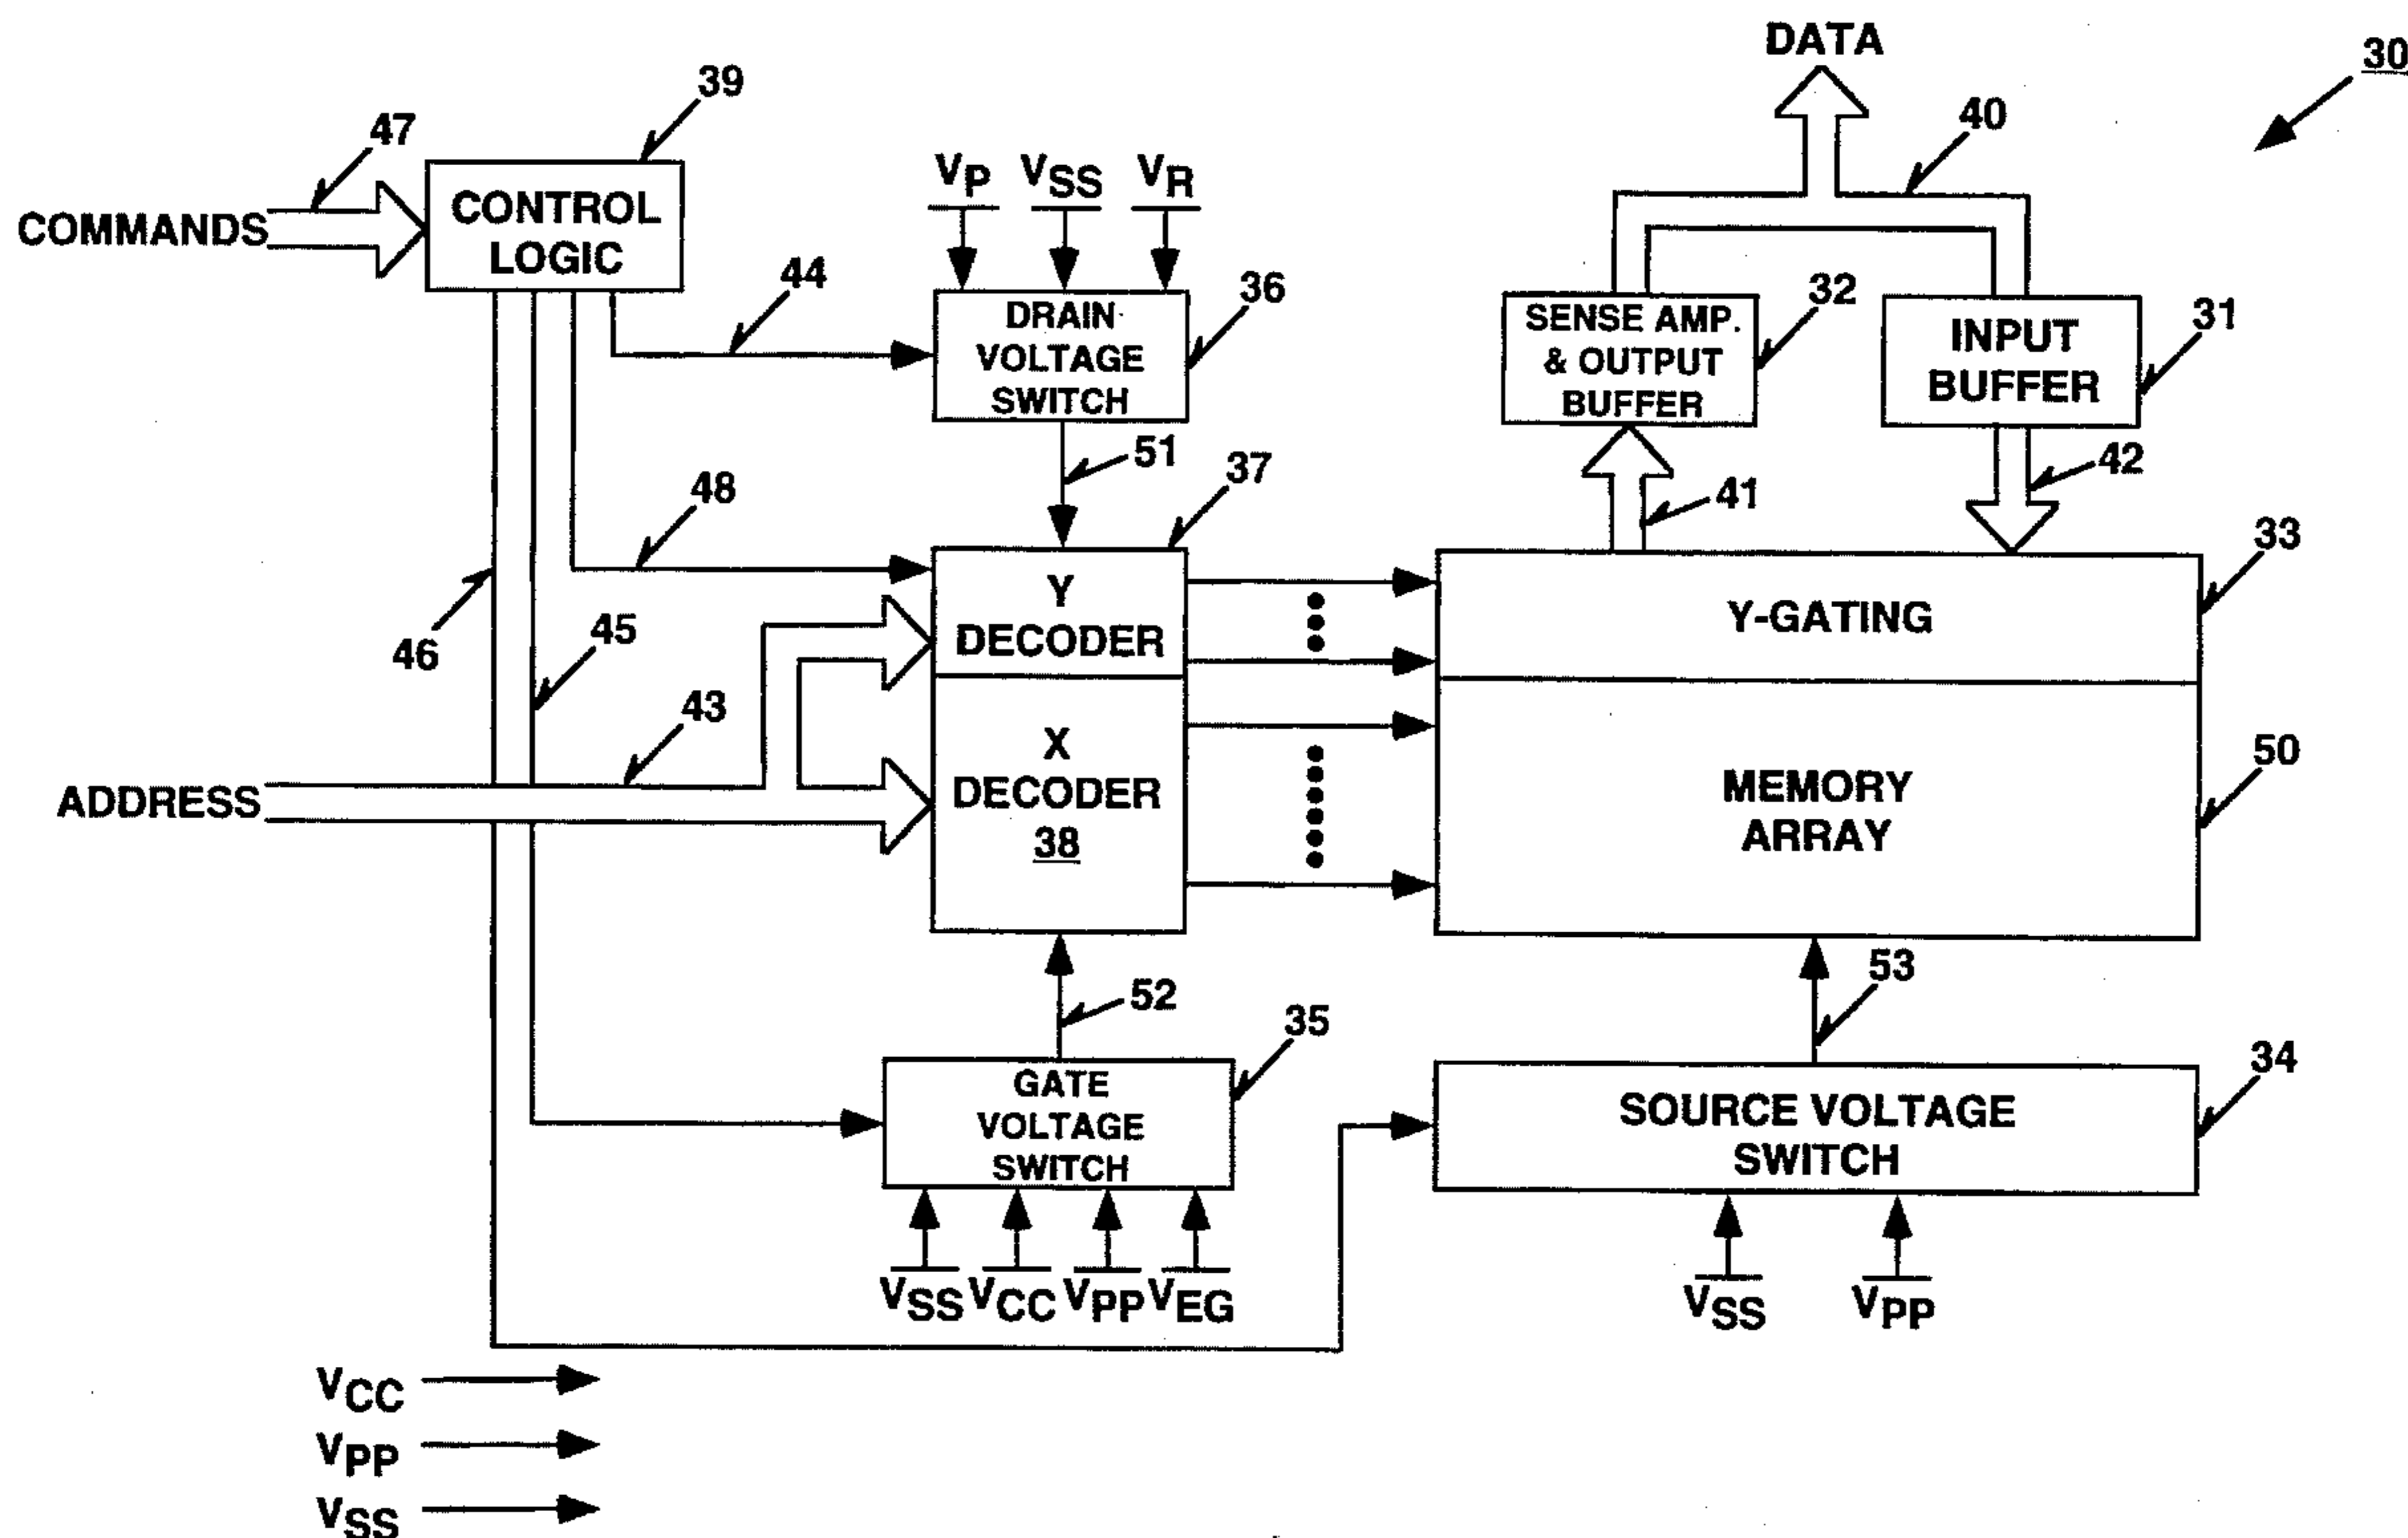 DATA
30
39
40
47
COMMANDS
CONTROL
LOGIC
VP VSS VR
44
36
DRAIN
VOLTAGE
SWITCH
32
SENSE AMP.
& OUTPUT
BUFFER
31
INPUT
BUFFER
51
37
41
42
48
33
Y
DECODER
Y-GATING
46
45
43
ADDRESS
X
DECODER
38
50
MEMORY
ARRAY
52
53
35
34
GATE
VOLTAGE
SWITCH
SOURCE VOLTAGE
SWITCH
VSS VCC VPP VEG
VSS VPP
VCC
VPP
VSS